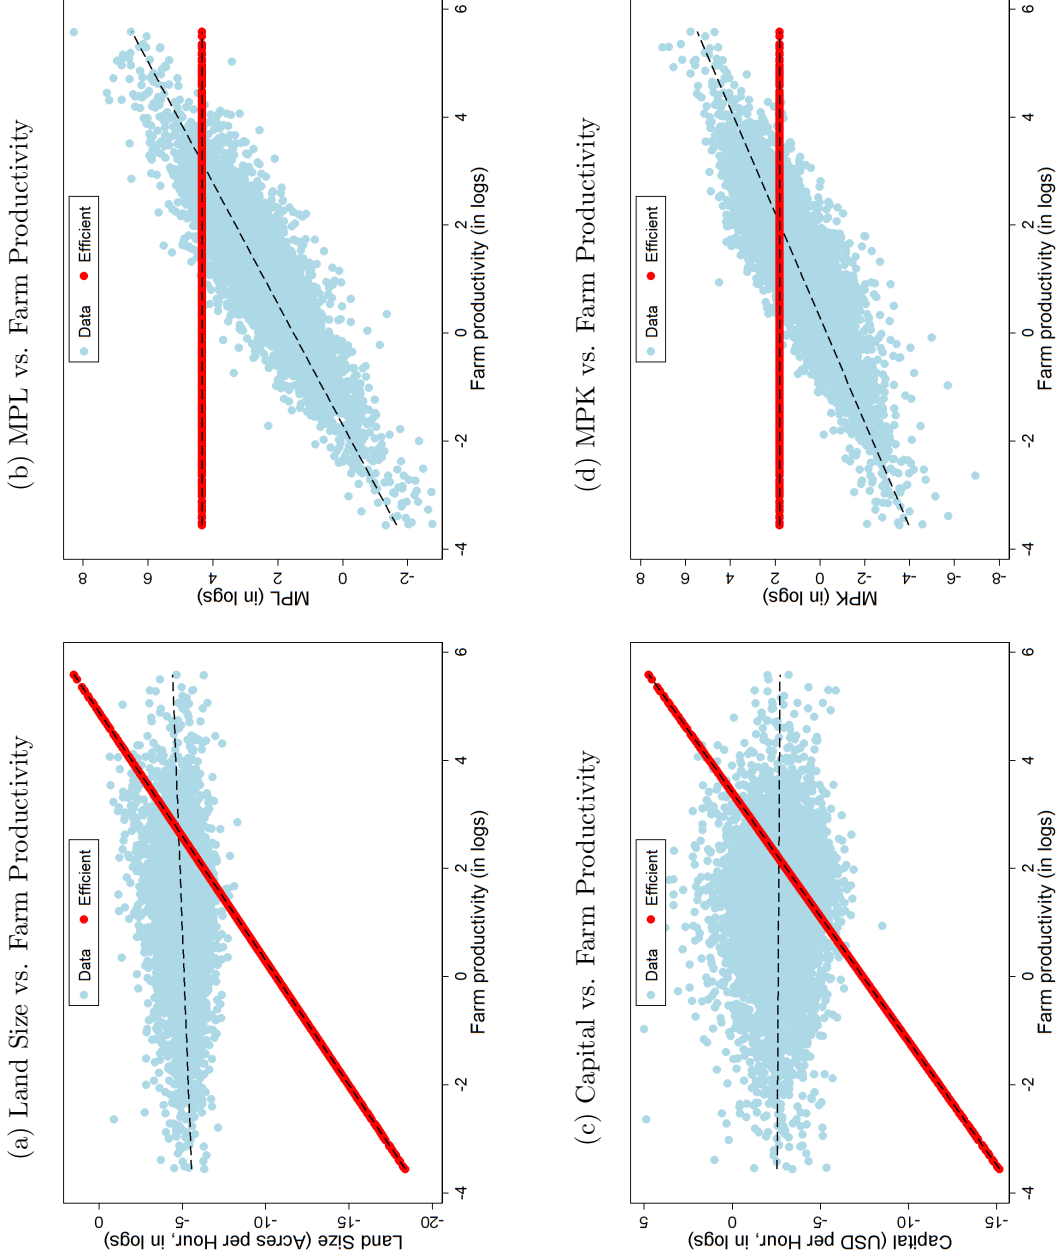 (a) Land Size vs. Farm Productivity
Data Efficient
Land Size (Acres per Hour, in logs)
0
-5
-10
-15
-20
-4 -2 0 2 4 6
Farm productivity (in logs)
(b) MPL vs. Farm Productivity
Data Efficient
MPL (in logs)
8
6
4
2
0
-2
-4 -2 0 2 4 6
Farm productivity (in logs)
(c) Capital vs. Farm Productivity
Data Efficient
Capital (USD per Hour, in logs)
5
0
-5
-10
-15
-4 -2 0 2 4 6
Farm productivity (in logs)
(d) MPK vs. Farm Productivity
Data Efficient
MPK (in logs)
8
6
4
2
0
-2
-4
-6
-8
-4 -2 0 2 4 6
Farm productivity (in logs)